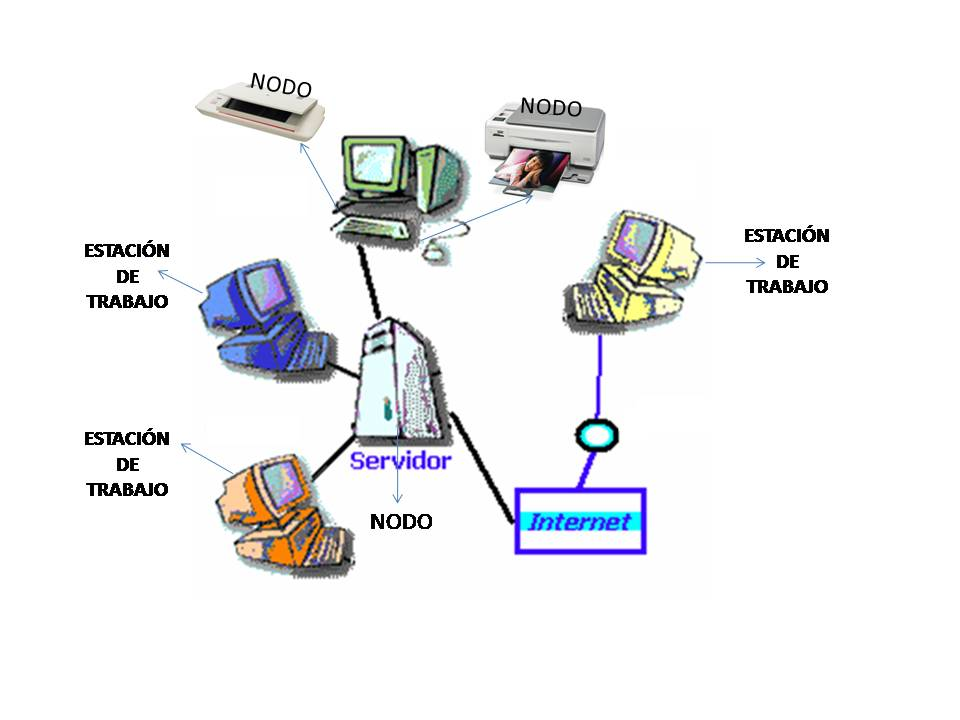 NODO
NODO
ESTACIÓN
DE
TRABAJO
ESTACIÓN
DE
TRABAJO
ESTACIÓN
DE
TRABAJO
Servidor
NODO
Internet